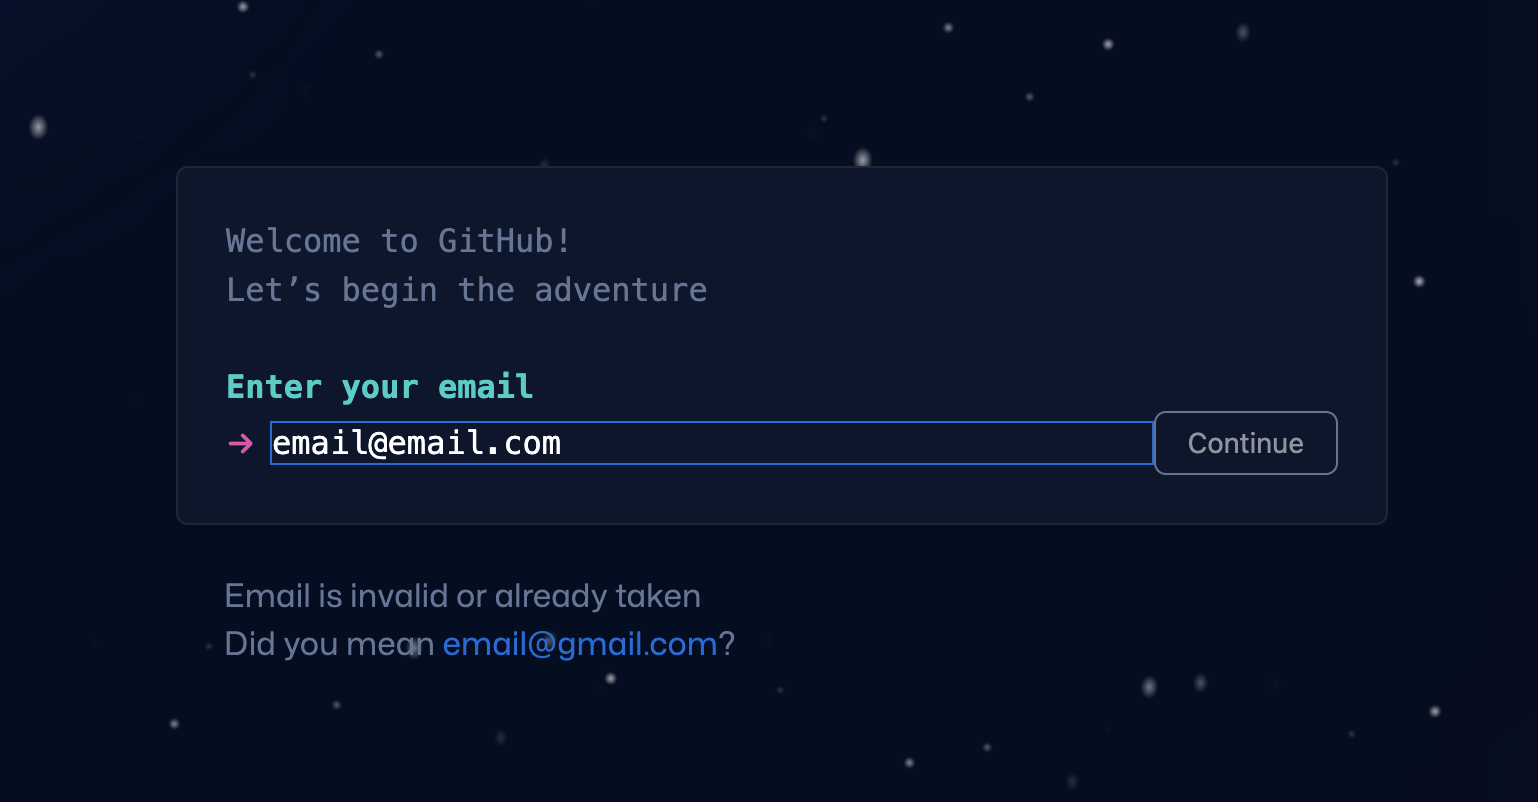 Welcome to GitHub!
Let’s begin the adventure
Enter your email
→ email@email.com Continue
Email is invalid or already taken
Did you mean email@gmail.com?